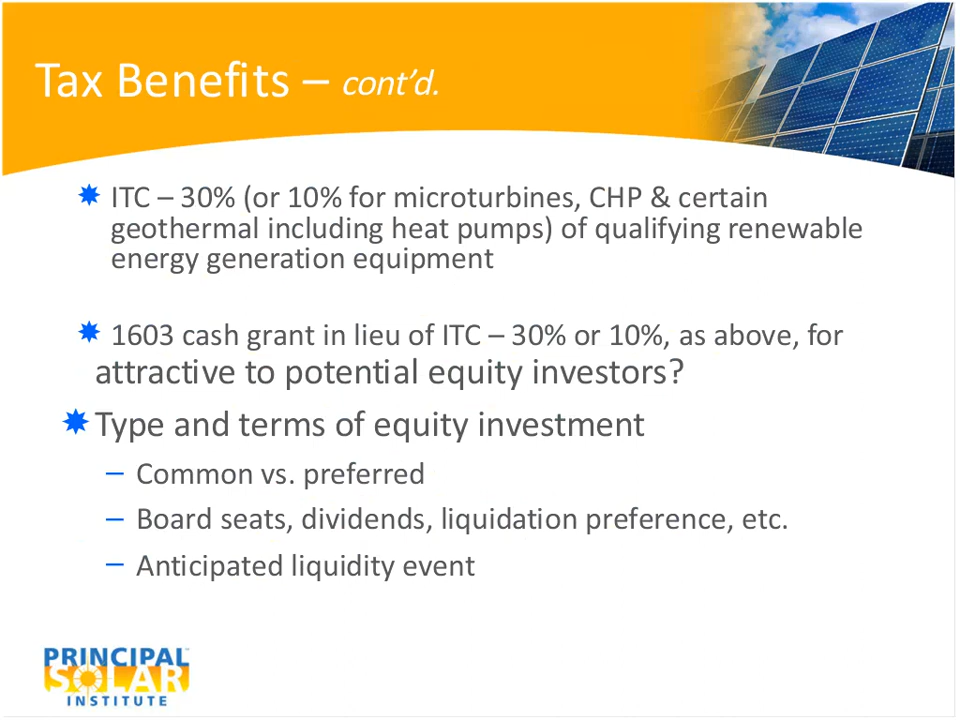 Tax Benefits – cont’d.
ITC – 30% (or 10% for microturbines, CHP & certain
geothermal including heat pumps) of qualifying renewable
energy generation equipment
1603 cash grant in lieu of ITC – 30% or 10%, as above, for
attractive to potential equity investors?
Type and terms of equity investment
– Common vs. preferred
– Board seats, dividends, liquidation preference, etc.
– Anticipated liquidity event
PRINCIPAL
SOLAR
INSTITUTE